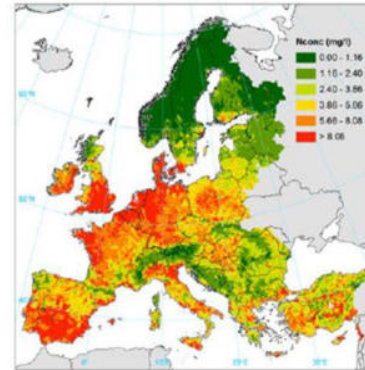 Nconc (mg/l)
0.00 - 1.16
1.16 - 2.40
2.40 - 3.86
3.86 - 5.66
5.66 - 8.08
> 8.08